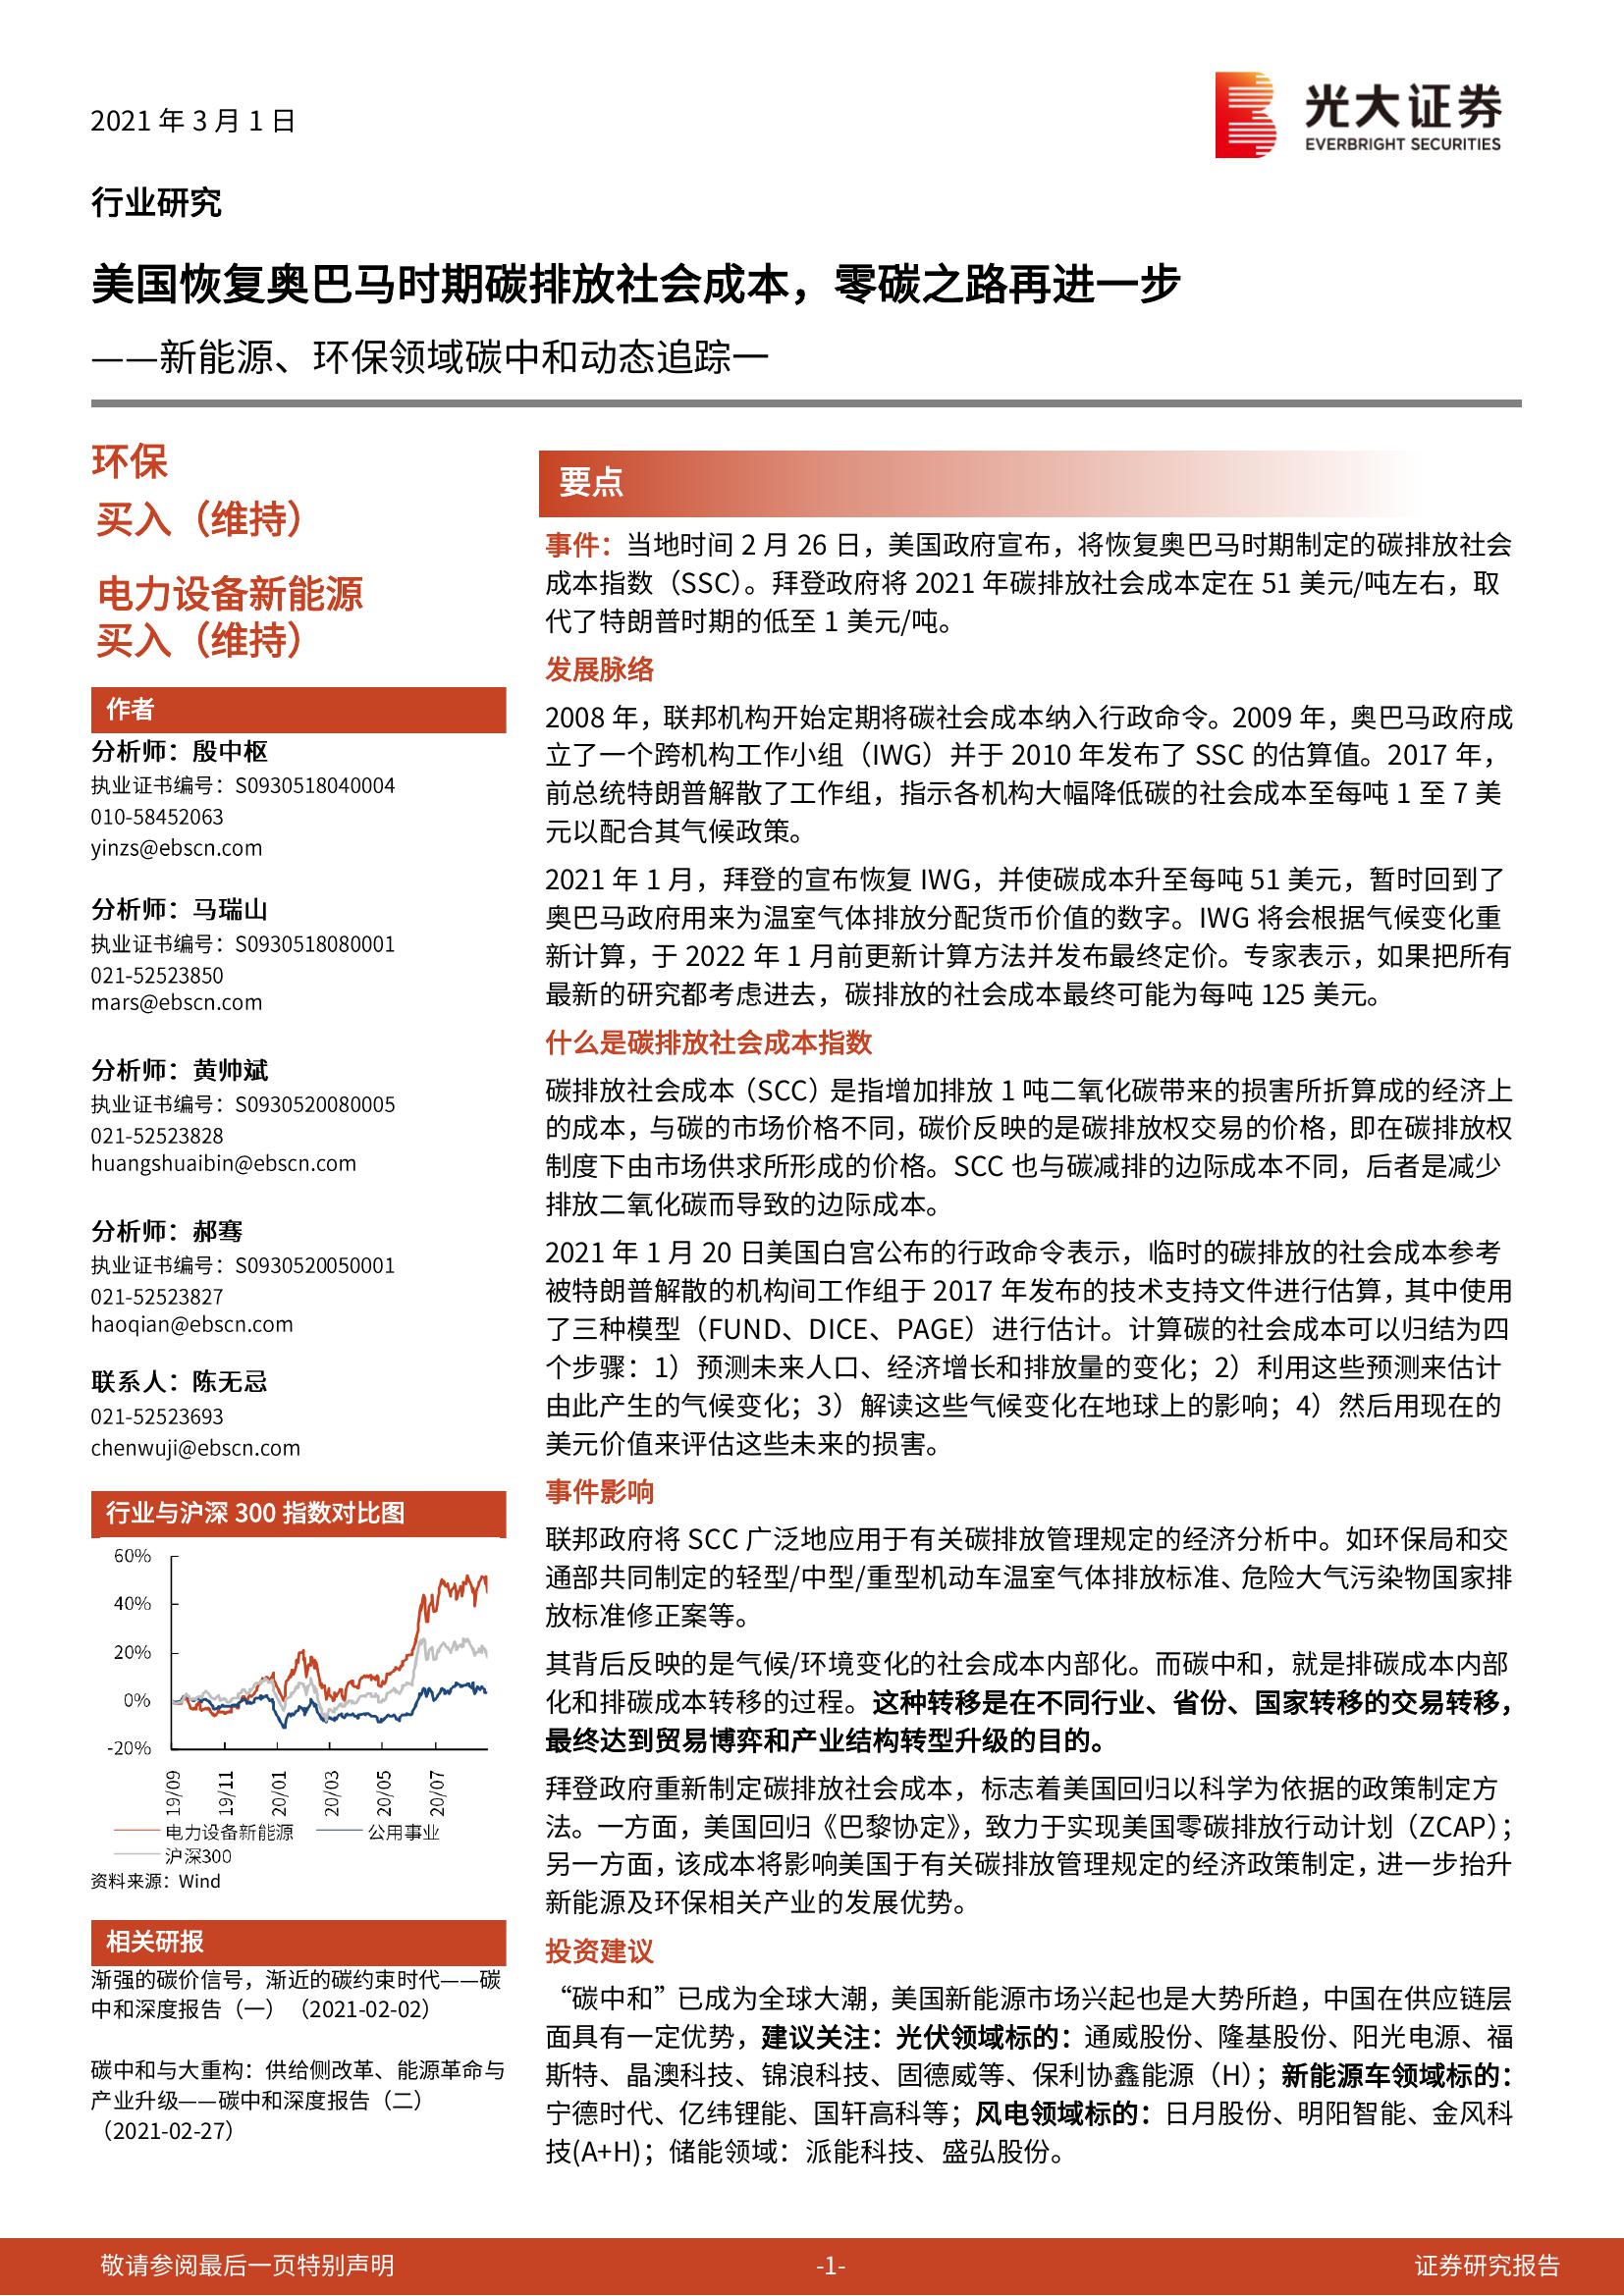 2021 年 3 月 1 日
光大证券
EVERBRIGHT SECURITIES
行业研究
美国恢复奥巴马时期碳排放社会成本，零碳之路再进一步
——新能源、环保领域碳中和动态追踪一
环保
买入（维持）
电力设备新能源
买入（维持）
作者
分析师：殷中枢
执业证书编号：S0930518040004
010-58452063
yinzs@ebscn.com
分析师：马瑞山
执业证书编号：S0930518080001
021-52523850
mars@ebscn.com
分析师：黄帅斌
执业证书编号：S0930520080005
021-52523828
huangshuaibin@ebscn.com
分析师：郝骞
执业证书编号：S0930520050001
021-52523827
haoqian@ebscn.com
联系人：陈无忌
021-52523693
chenwuji@ebscn.com
行业与沪深 300 指数对比图
60%
40%
20%
0%
-20%
19/09
19/11
20/01
20/03
20/05
20/07
电力设备新能源
公用事业
沪深300
资料来源：Wind
相关研报
渐强的碳价信号，渐近的碳约束时代——碳
中和深度报告（一）（2021-02-02）
碳中和与大重构：供给侧改革、能源革命与
产业升级——碳中和深度报告（二）
（2021-02-27）
要点
事件：当地时间 2 月 26 日，美国政府宣布，将恢复奥巴马时期制定的碳排放社会
成本指数（SSC）。拜登政府将 2021 年碳排放社会成本定在 51 美元/吨左右，取
代了特朗普时期的低至 1 美元/吨。
发展脉络
2008 年，联邦机构开始定期将碳社会成本纳入行政命令。2009 年，奥巴马政府成
立了一个跨机构工作小组（IWG）并于 2010 年发布了 SSC 的估算值。2017 年，
前总统特朗普解散了工作组，指示各机构大幅降低碳的社会成本至每吨 1 至 7 美
元以配合其气候政策。
2021 年 1 月，拜登的宣布恢复 IWG，并使碳成本升至每吨 51 美元，暂时回到了
奥巴马政府用来为温室气体排放分配货币价值的数字。IWG 将会根据气候变化重
新计算，于 2022 年 1 月前更新计算方法并发布最终定价。专家表示，如果把所有
最新的研究都考虑进去，碳排放的社会成本最终可能为每吨 125 美元。
什么是碳排放社会成本指数
碳排放社会成本（SCC）是指增加排放 1 吨二氧化碳带来的损害所折算成的经济上
的成本，与碳的市场价格不同，碳价反映的是碳排放权交易的价格，即在碳排放权
制度下由市场供求所形成的价格。SCC 也与碳减排的边际成本不同，后者是减少
排放二氧化碳而导致的边际成本。
2021 年 1 月 20 日美国白宫公布的行政命令表示，临时的碳排放的社会成本参考
被特朗普解散的机构间工作组于 2017 年发布的技术支持文件进行估算，其中使用
了三种模型（FUND、DICE、PAGE）进行估计。计算碳的社会成本可以归结为四
个步骤：1）预测未来人口、经济增长和排放量的变化；2）利用这些预测来估计
由此产生的气候变化；3）解读这些气候变化在地球上的影响；4）然后用现在的
美元价值来评估这些未来的损害。
事件影响
联邦政府将 SCC 广泛地应用于有关碳排放管理规定的经济分析中。如环保局和交
通部共同制定的轻型/中型/重型机动车温室气体排放标准、危险大气污染物国家排
放标准修正案等。
其背后反映的是气候/环境变化的社会成本内部化。而碳中和，就是排碳成本内部
化和排碳成本转移的过程。这种转移是在不同行业、省份、国家转移的交易转移，
最终达到贸易博弈和产业结构转型升级的目的。
拜登政府重新制定碳排放社会成本，标志着美国回归以科学为依据的政策制定方
法。一方面，美国回归《巴黎协定》，致力于实现美国零碳排放行动计划（ZCAP）；
另一方面，该成本将影响美国于有关碳排放管理规定的经济政策制定，进一步抬升
新能源及环保相关产业的发展优势。
投资建议
“碳中和”已成为全球大潮，美国新能源市场兴起也是大势所趋，中国在供应链层
面具有一定优势，建议关注：光伏领域标的：通威股份、隆基股份、阳光电源、福
斯特、晶澳科技、锦浪科技、固德威等、保利协鑫能源（H）；新能源车领域标的：
宁德时代、亿纬锂能、国轩高科等；风电领域标的：日月股份、明阳智能、金风科
技(A+H)；储能领域：派能科技、盛弘股份。
敬请参阅最后一页特别声明
-1-
证券研究报告